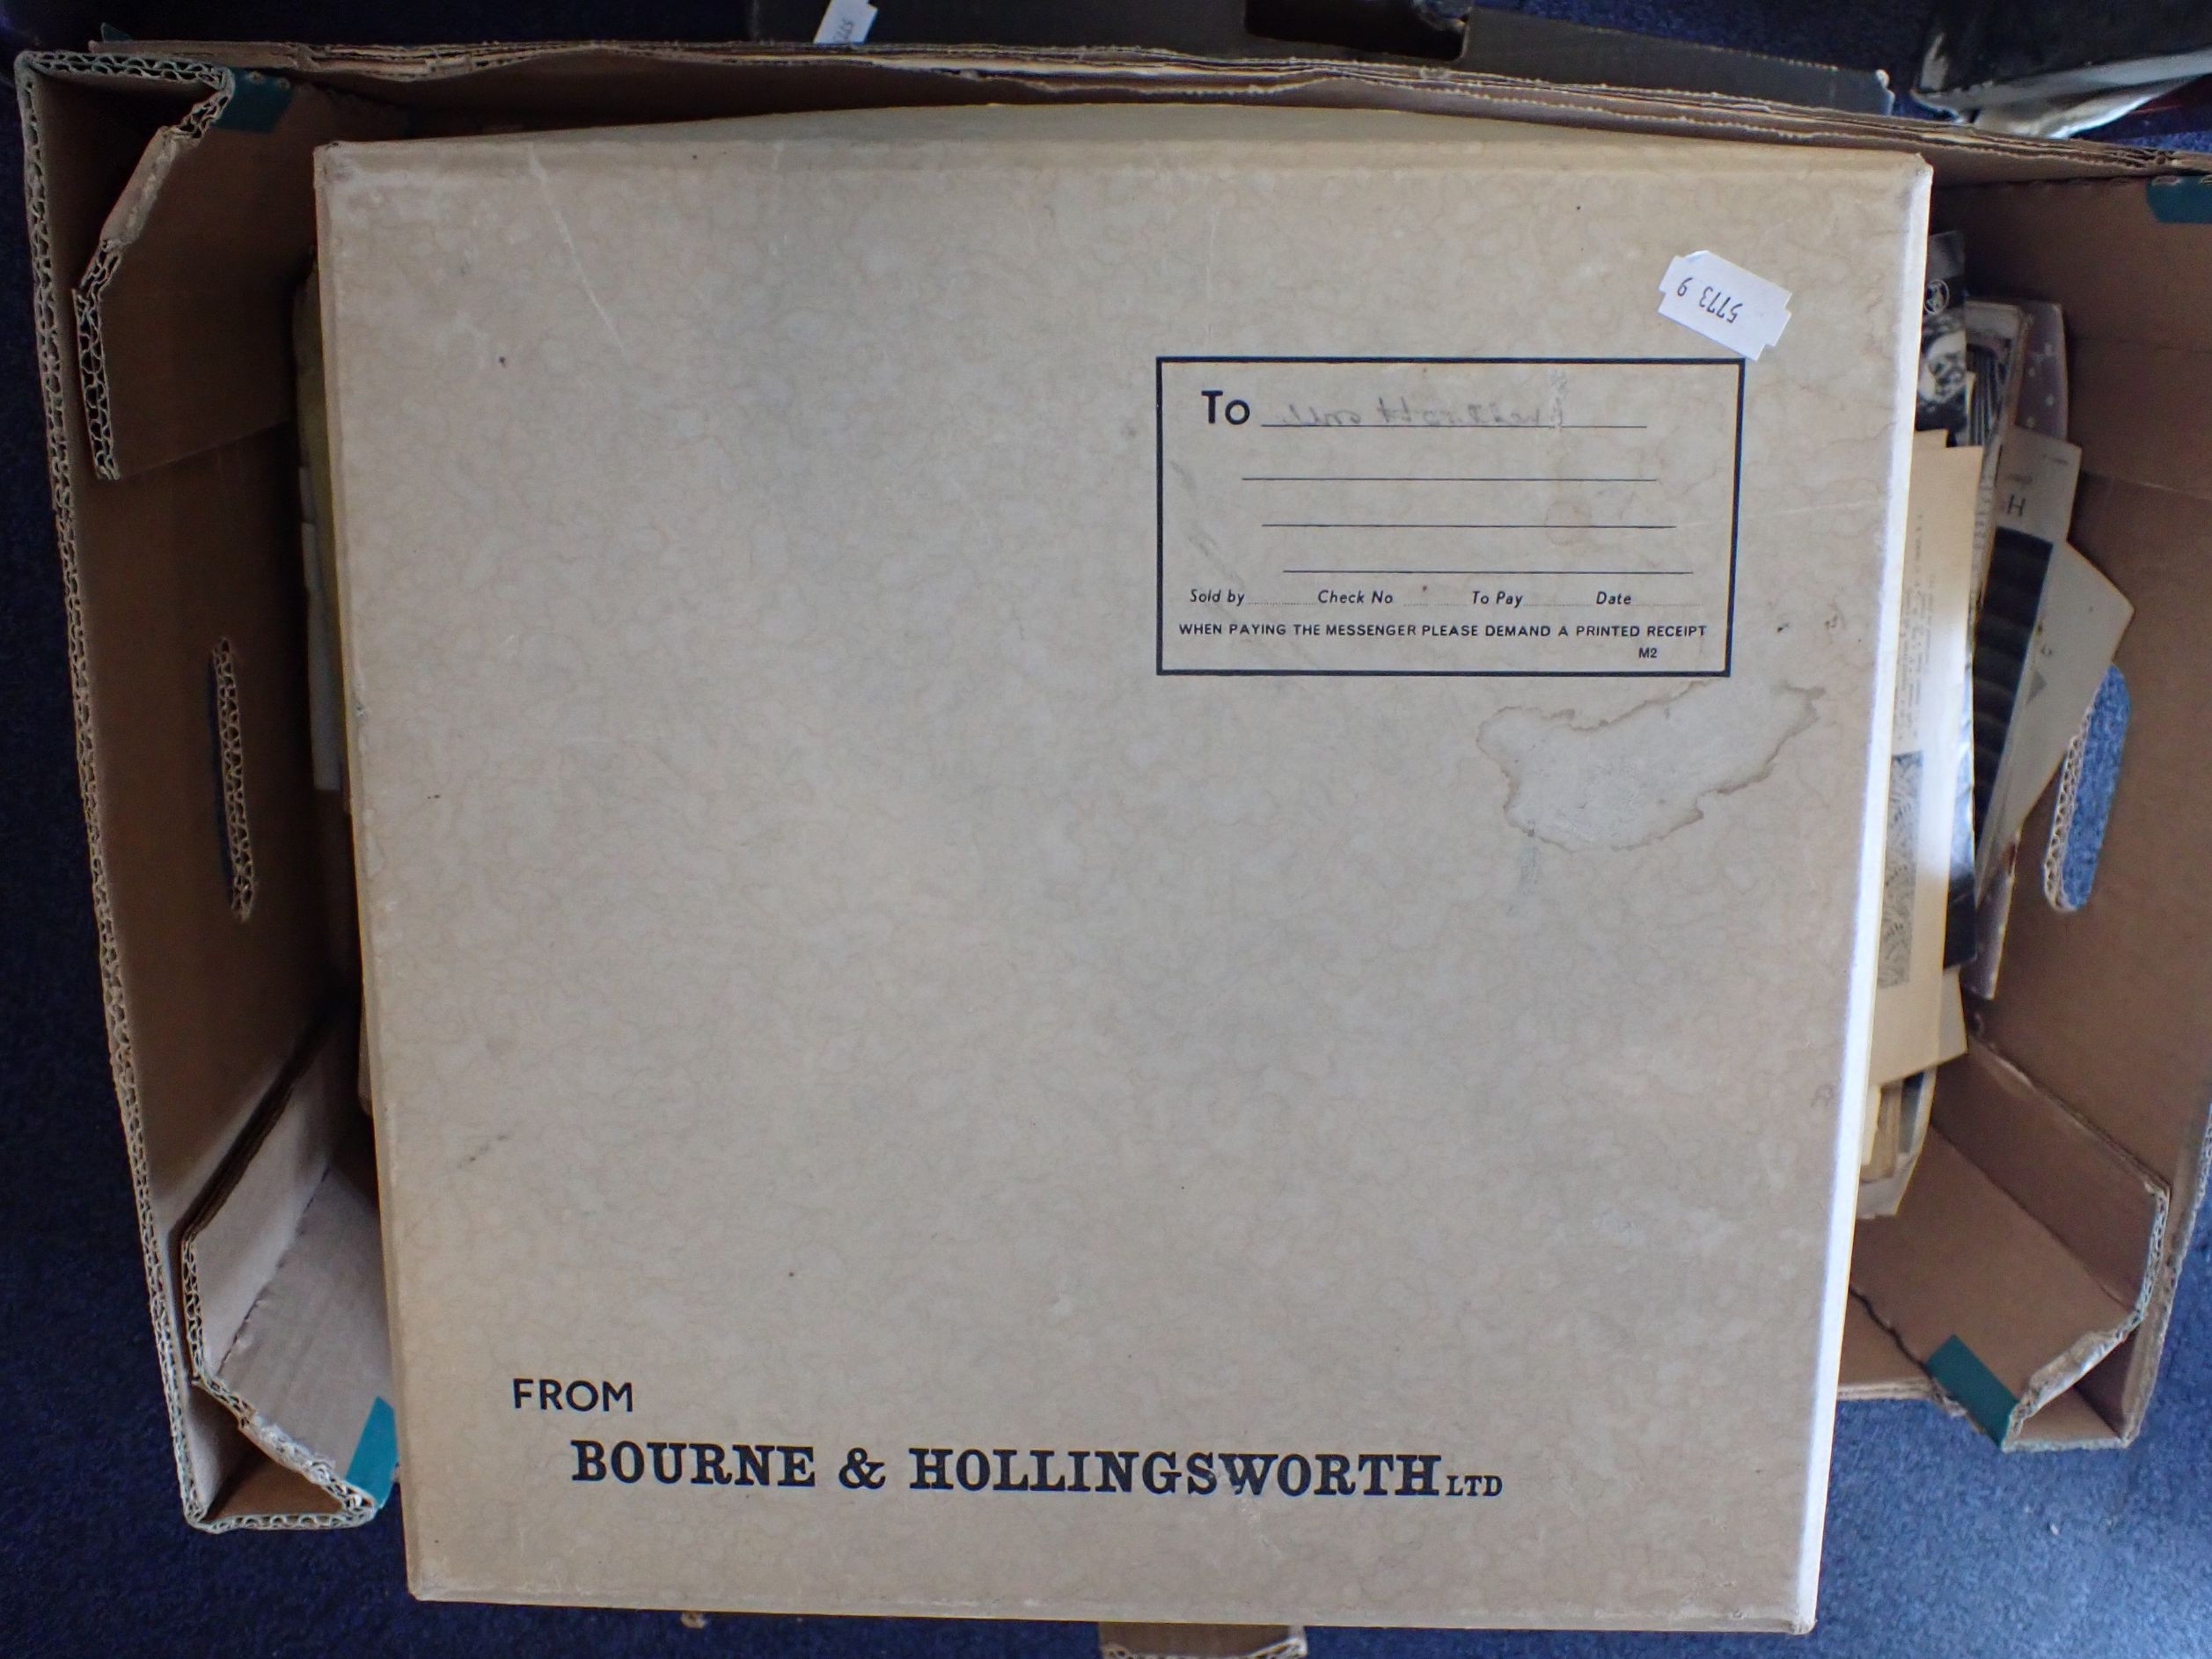 5773 9
To
Sold by Check No To Pay Date
WHEN PAYING THE MESSENGER PLEASE DEMAND A PRINTED RECEIPT
M2
FROM
BOURNE & HOLLINGSWORTH LTD
H